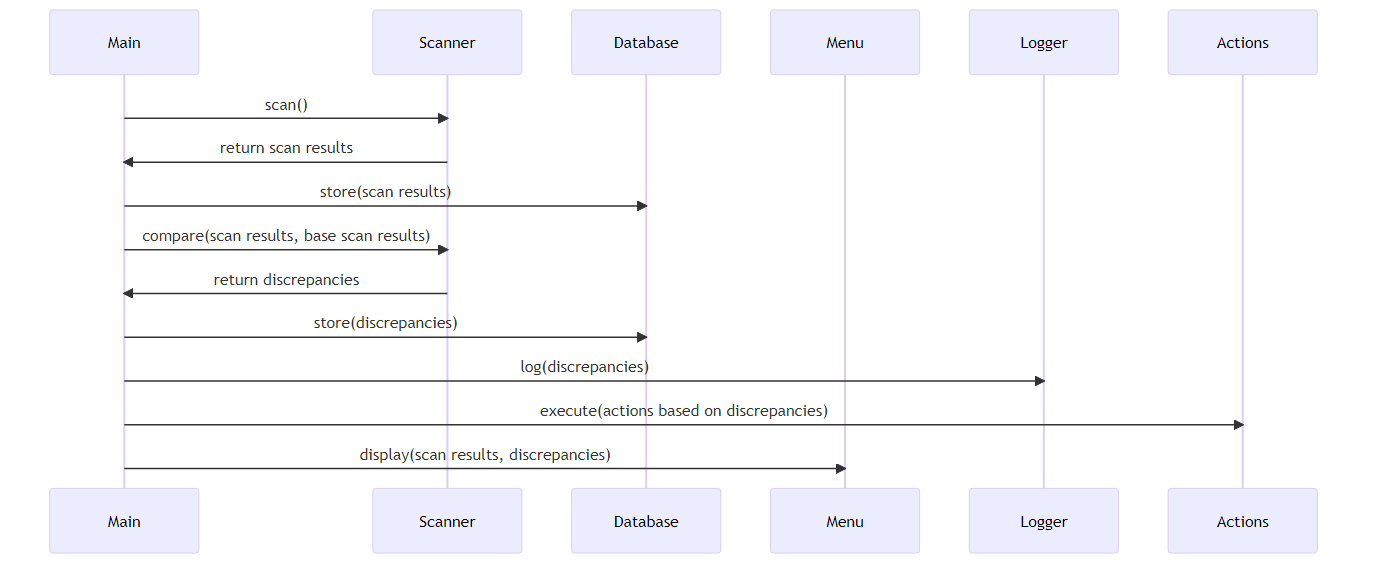 Main
Scanner
Database
Menu
Logger
Actions
scan()
return scan results
store(scan results)
compare(scan results, base scan results)
return discrepancies
store(discrepancies)
log(discrepancies)
execute(actions based on discrepancies)
display(scan results, discrepancies)
Main
Scanner
Database
Menu
Logger
Actions